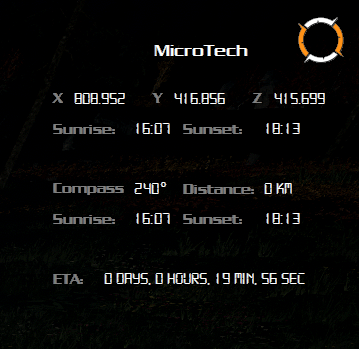 MicroTech
X 808.952 Y 416.856 Z 415.699
Sunrise: 16:07 Sunset: 18:13
Compass 240° Distance: 0 KM
Sunrise: 16:07 Sunset: 18:13
ETA: 0 DAYS, 0 HOURS, 19 MIN, 56 SEC